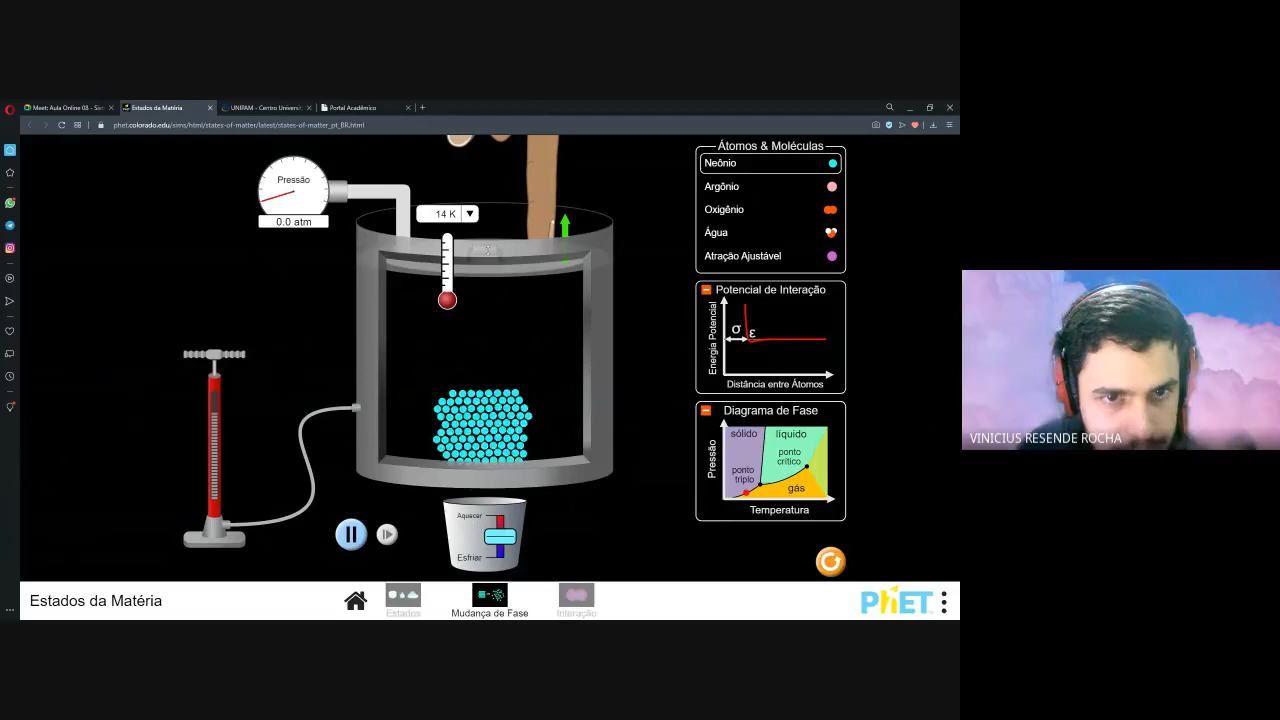 Meet: Aula Online 08 - Sis
Estados da Matéria
UNIPAM - Centro Universit
Portal Acadêmico
phet.colorado.edu/sims/html/states-of-matter/latest/states-of-matter_pt_BR.html
Pressão
0.0 atm
14 K
Átomos & Moléculas
Neônio
Argônio
Oxigênio
Água
Atração Ajustável
Potencial de Interação
Energia Potencial
σ
ε
Distância entre Átomos
Diagrama de Fase
Pressão
sólido
líquido
ponto
crítico
ponto
triplo
gás
Temperatura
Aquecer
Esfriar
VINICIUS RESENDE ROCHA
Estados da Matéria
Estados
Mudança de Fase
Interação
PhET